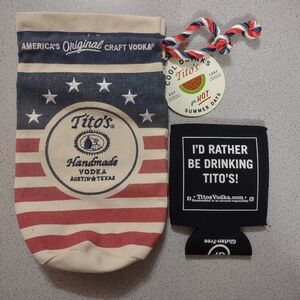 AMERICA'S Original CRAFT VODKA®
Tito's®
Handmade
VODKA
AUSTIN★TEXAS
COOL DRINKS
Tito's
for HOT
SUMMER DAYS
I'D RATHER
BE DRINKING
TITO'S!
TitosVodka.com
Gluten-Free